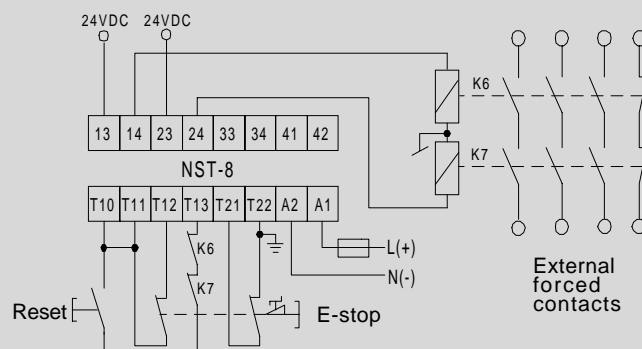 24VDC 24VDC
K6
13 14 23 24 33 34 41 42
K7
NST-8
T10 T11 T12 T13 T21 T22 A2 A1
K6
L(+)
K7
N(-)
External
forced
contacts
Reset
E-stop